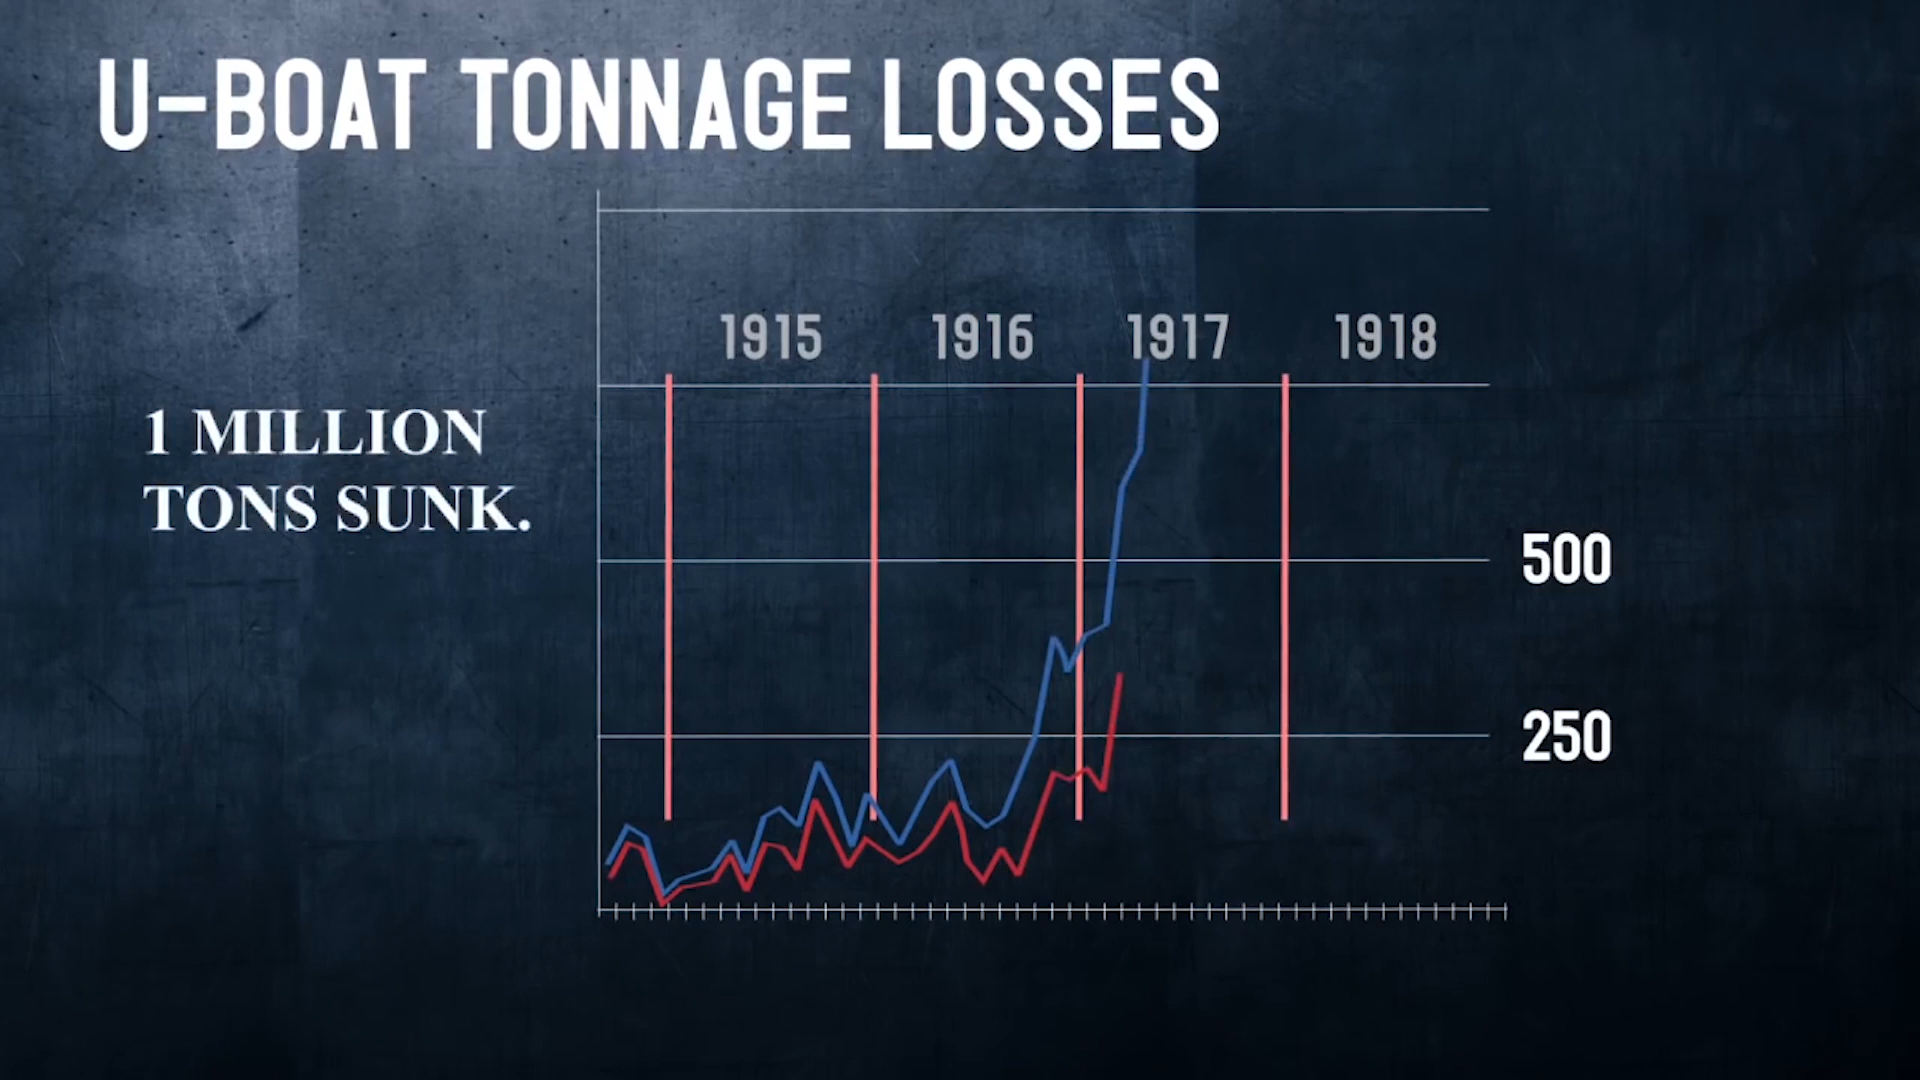 U-BOAT TONNAGE LOSSES
1915 1916 1917 1918
1 MILLION
TONS SUNK.
500
250